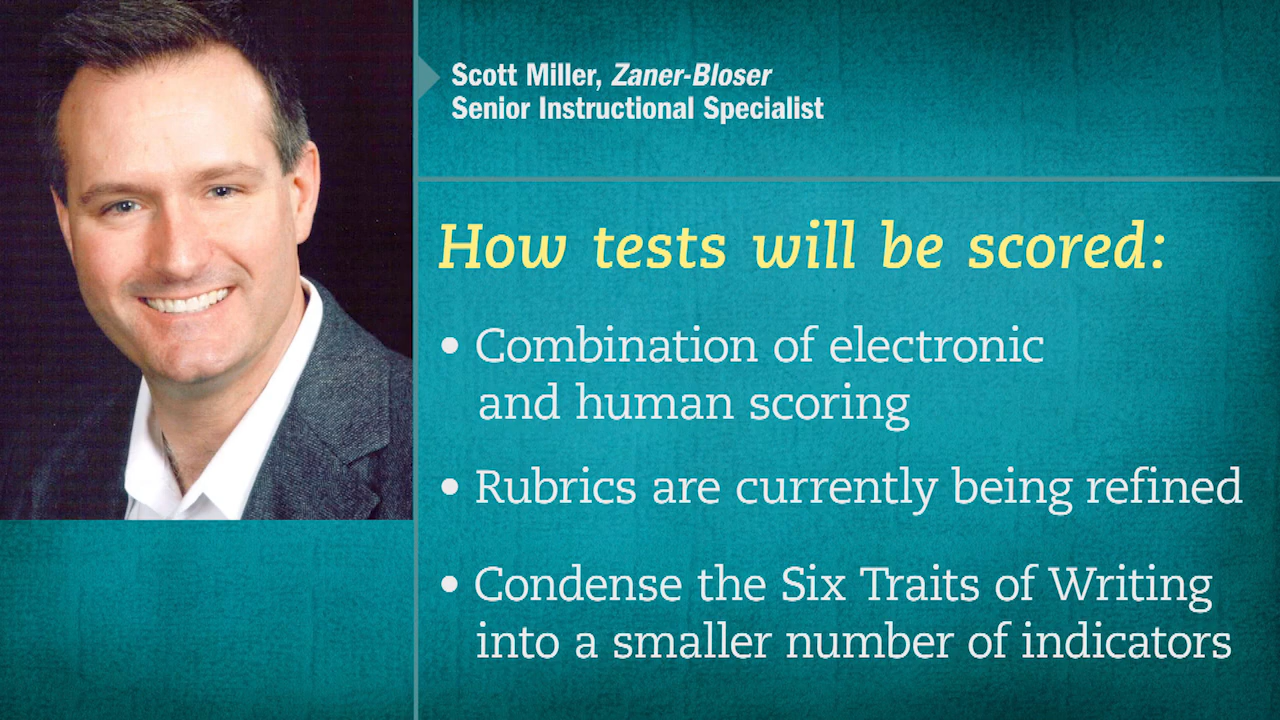 Scott Miller, Zaner-Bloser
Senior Instructional Specialist
How tests will be scored:
• Combination of electronic
and human scoring
• Rubrics are currently being refined
• Condense the Six Traits of Writing
into a smaller number of indicators